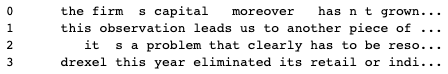 0 the firm s capital moreover has n t grown...
1 this observation leads us to another piece of ...
2 it s a problem that clearly has to be reso...
3 drexel this year eliminated its retail or indi...